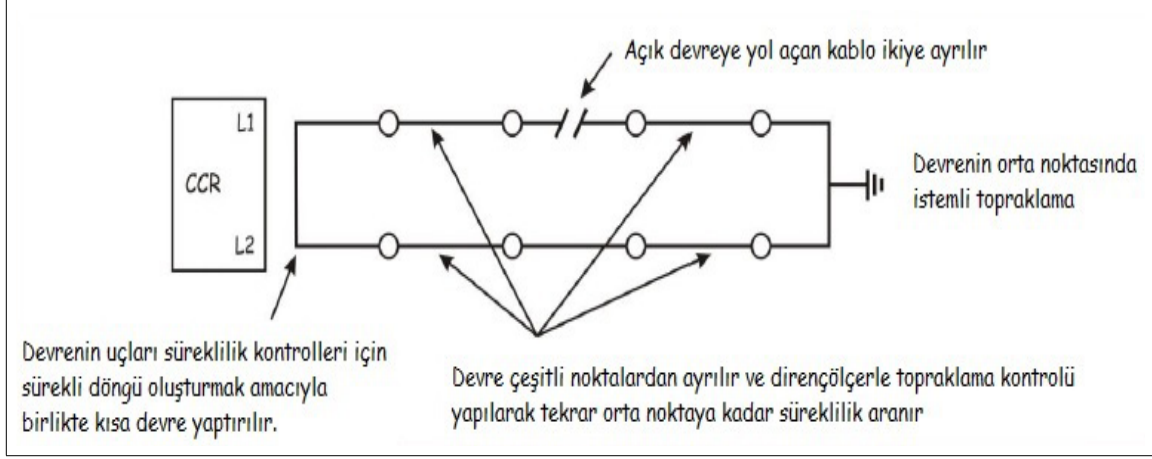 Açık devreye yol açan kablo ikiye ayrılır
L1
CCR
L2
Devrenin orta noktasında
istemli topraklama
Devrenin uçları süreklilik kontrolleri için
sürekli döngü oluşturmak amacıyla
birlikte kısa devre yaptırılır.
Devre çeşitli noktalardan ayrılır ve dirençölçerle topraklama kontrolü
yapılarak tekrar orta noktaya kadar süreklilik aranır